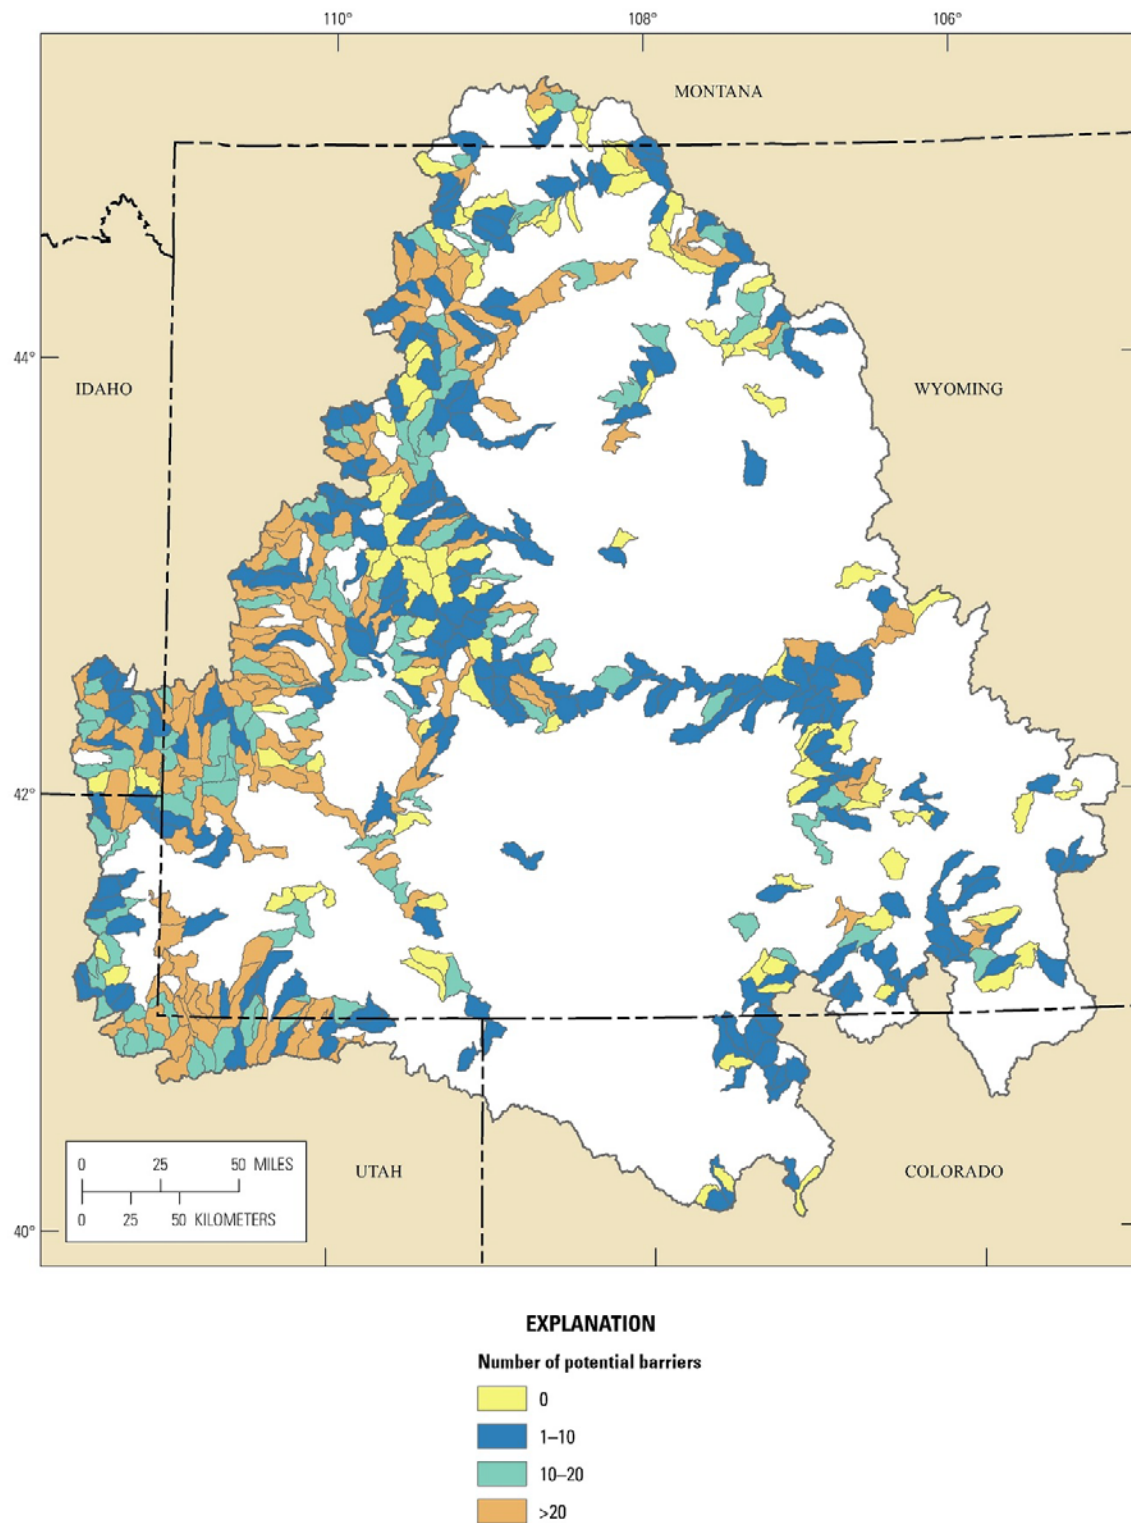 110° 108° 106°
MONTANA
44°
IDAHO WYOMING
42° 42°
0 25 50 MILES
UTAH COLORADO
0 25 50 KILOMETERS
40°
EXPLANATION
Number of potential barriers
0
1–10
10–20
>20